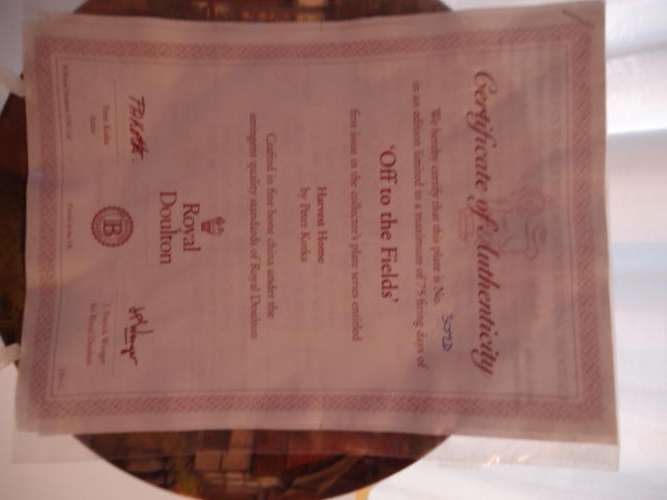 Certificate of Authenticity
We hereby certify that this plate is No.
in an edition limited to a maximum of 75 firing days of
'Off to the Fields'
first issue in the collector's plate series entitled
Harvest Home
by Peter
Crafted in fine bone china under the
stringent quality standards of Royal Doulton
Royal
Doulton
B
Peter